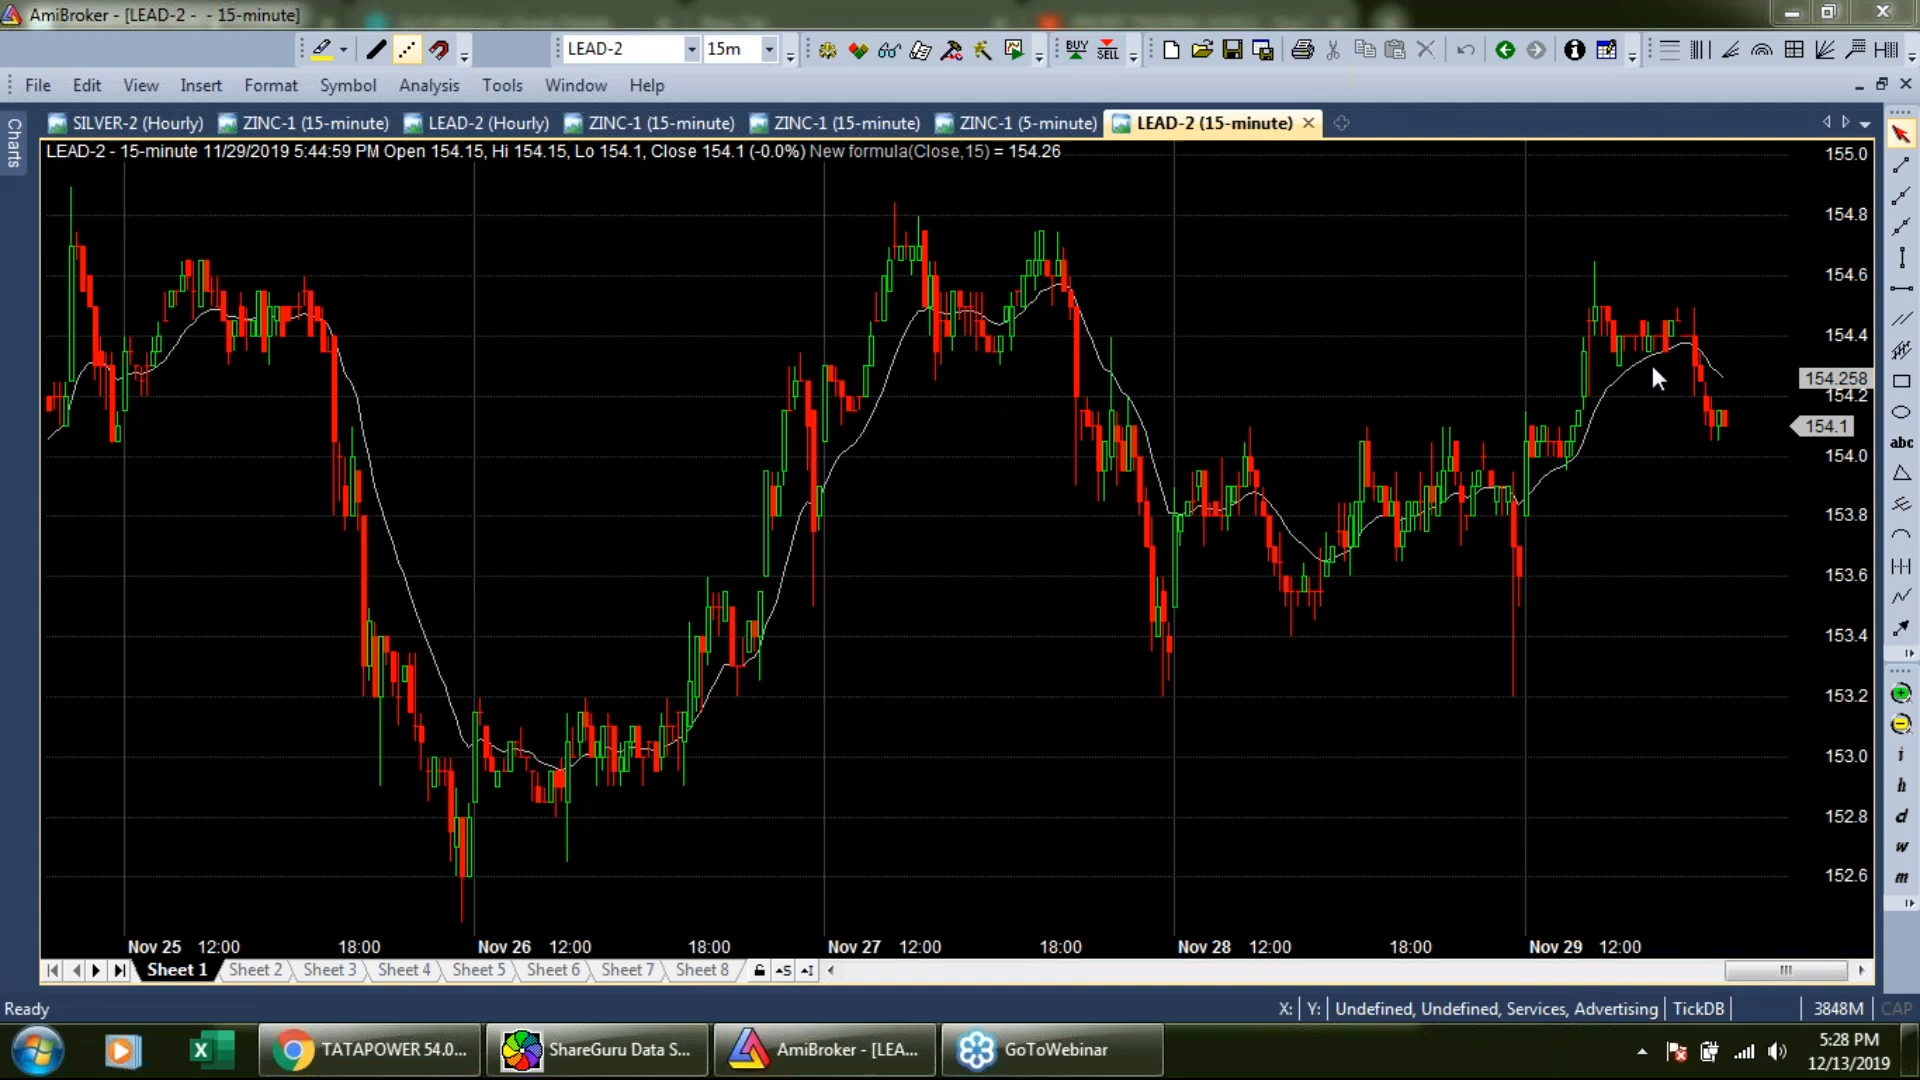 AmiBroker - [LEAD-2 - - 15-minute]
LEAD-2 15m BUY SELL
File Edit View Insert Format Symbol Analysis Tools Window Help
Charts
SILVER-2 (Hourly) ZINC-1 (15-minute) LEAD-2 (Hourly) ZINC-1 (15-minute) ZINC-1 (15-minute) ZINC-1 (5-minute) LEAD-2 (15-minute)
LEAD-2 - 15-minute 11/29/2019 5:44:59 PM Open 154.15, Hi 154.15, Lo 154.1, Close 154.1 (-0.0%) New formula(Close,15) = 154.26
155.0
154.8
154.6
154.4
154.258
154.2
154.1
154.0
153.8
153.6
153.4
153.2
153.0
152.8
152.6
abc
i
h
d
w
m
Nov 25 12:00 18:00 Nov 26 12:00 18:00 Nov 27 12:00 18:00 Nov 28 12:00 18:00 Nov 29 12:00
Sheet 1 Sheet 2 Sheet 3 Sheet 4 Sheet 5 Sheet 6 Sheet 7 Sheet 8
Ready X: Y: Undefined, Undefined, Services, Advertising TickDB 3848M CAP
TATAPOWER 54.0... ShareGuru Data S... AmiBroker - [LEA... GoToWebinar
5:28 PM
12/13/2019